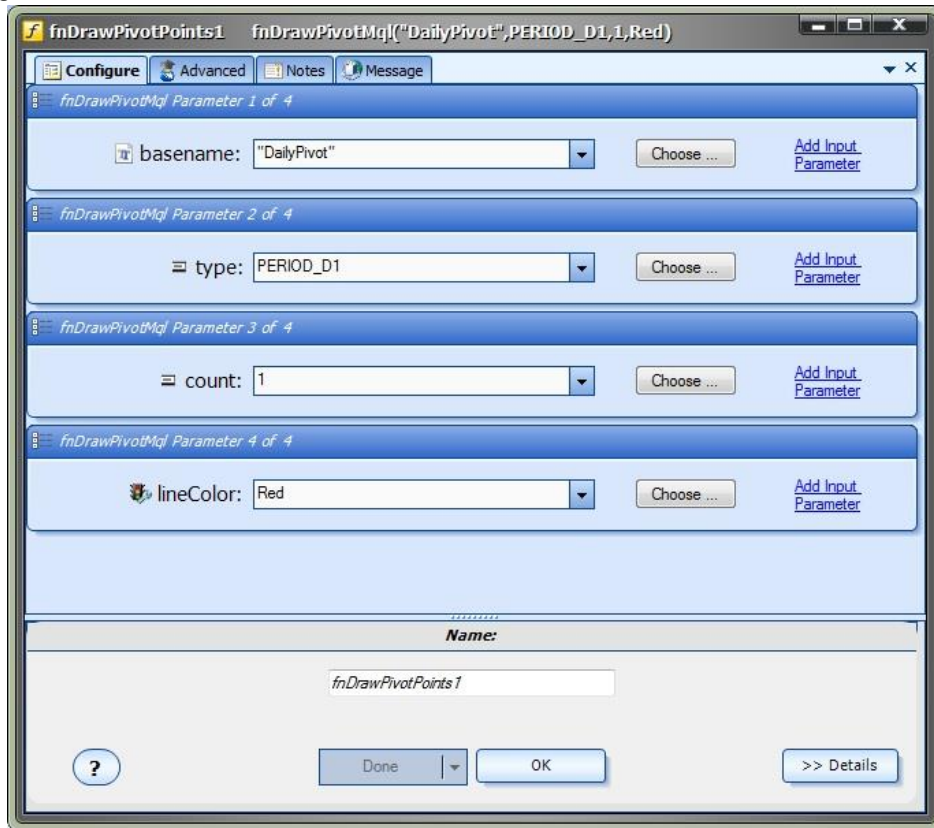 fnDrawPivotPoints1 fnDrawPivotMql("DailyPivot",PERIOD_D1,1,Red)
Configure Advanced Notes Message
fnDrawPivotMql Parameter 1 of 4
basename: "DailyPivot" Choose ... Add Input
Parameter
fnDrawPivotMql Parameter 2 of 4
type: PERIOD_D1 Choose ... Add Input
Parameter
fnDrawPivotMql Parameter 3 of 4
count: 1 Choose ... Add Input
Parameter
fnDrawPivotMql Parameter 4 of 4
lineColor: Red Choose ... Add Input
Parameter
Name:
fnDrawPivotPoints1
? Done OK >> Details